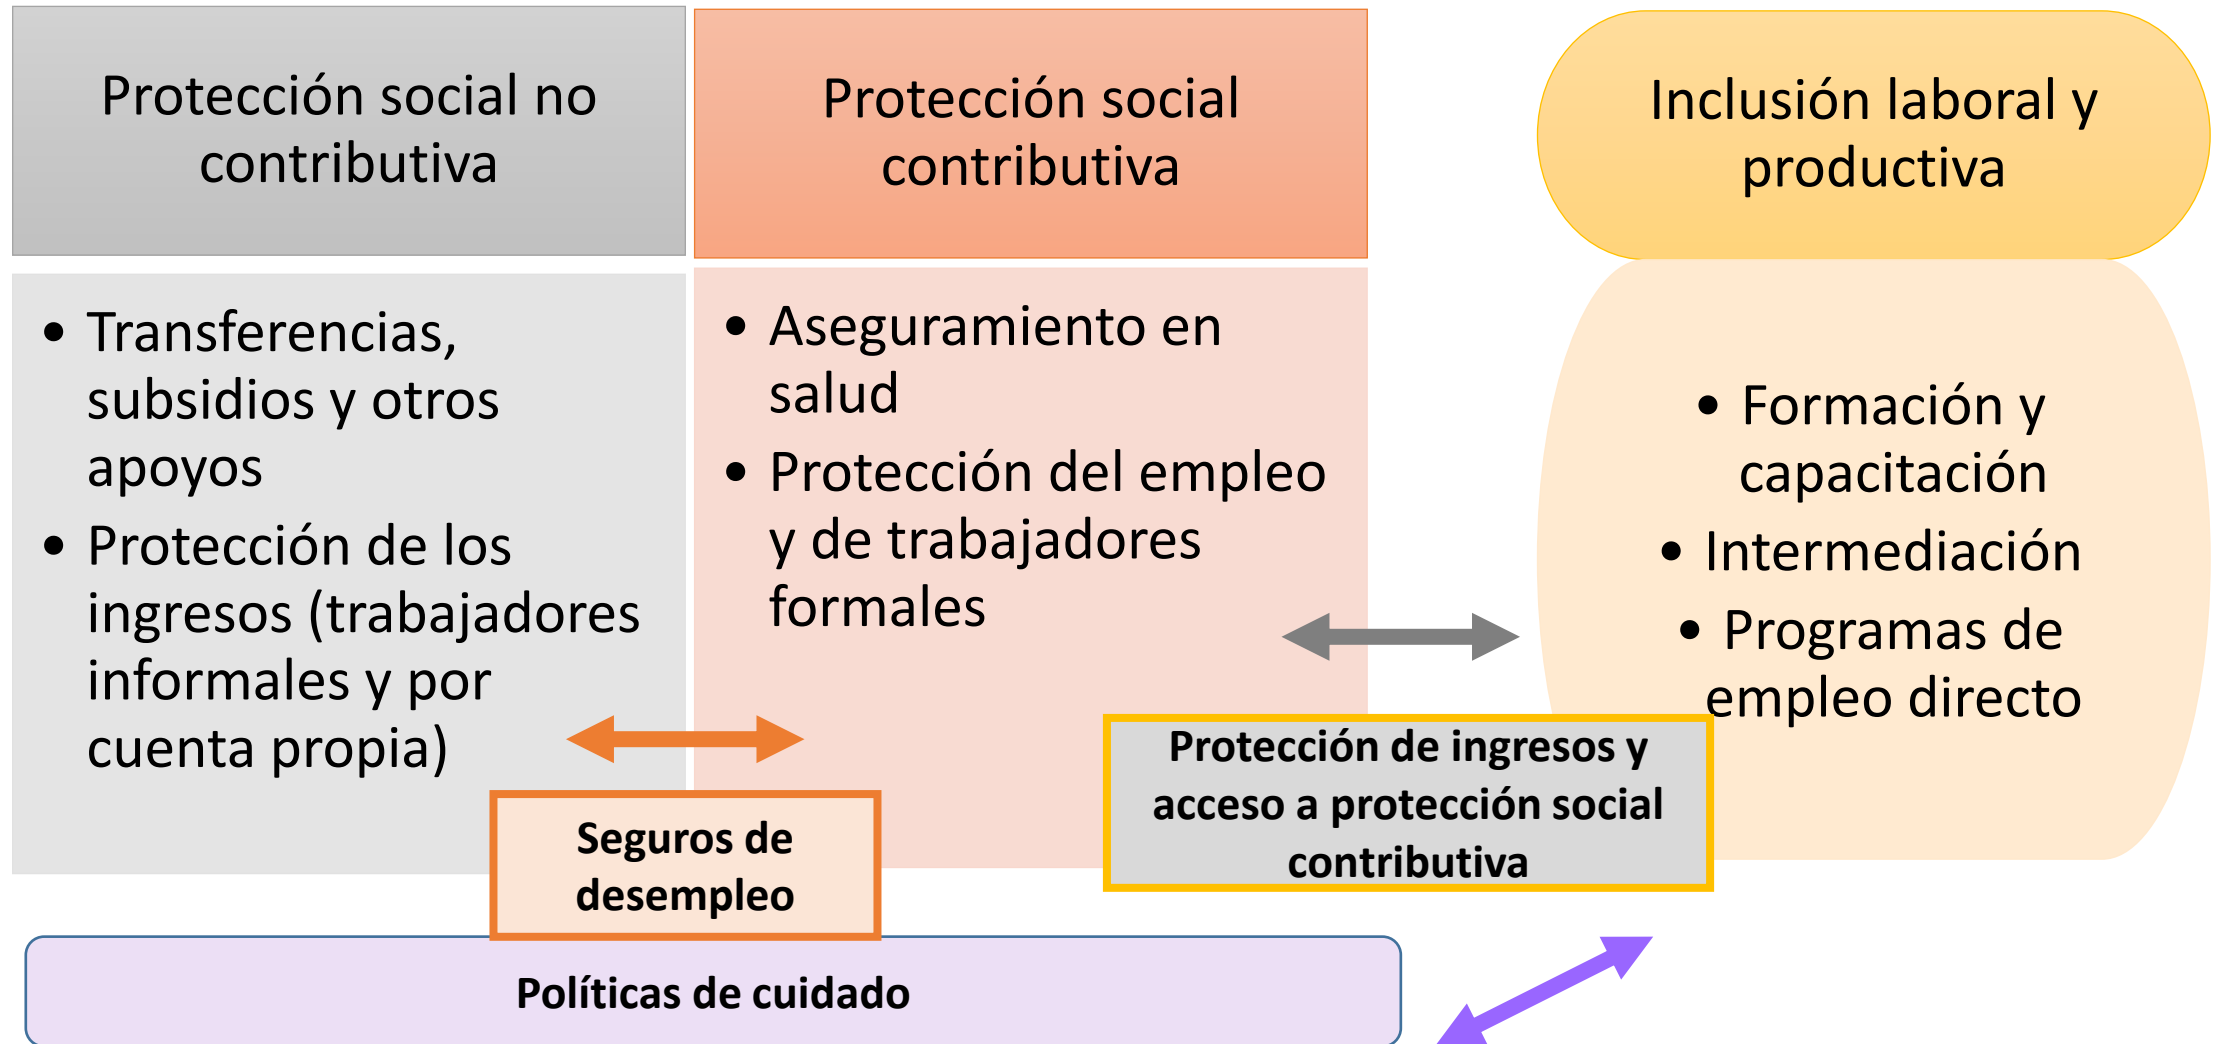 Protección social no
contributiva
• Transferencias,
subsidios y otros
apoyos
• Protección de los
ingresos (trabajadores
informales y por
cuenta propia)
Protección social
contributiva
• Aseguramiento en
salud
• Protección del empleo
y de trabajadores
formales
Inclusión laboral y
productiva
• Formación y
capacitación
• Intermediación
• Programas de
empleo directo
Seguros de
desempleo
Protección de ingresos y
acceso a protección social
contributiva
Políticas de cuidado